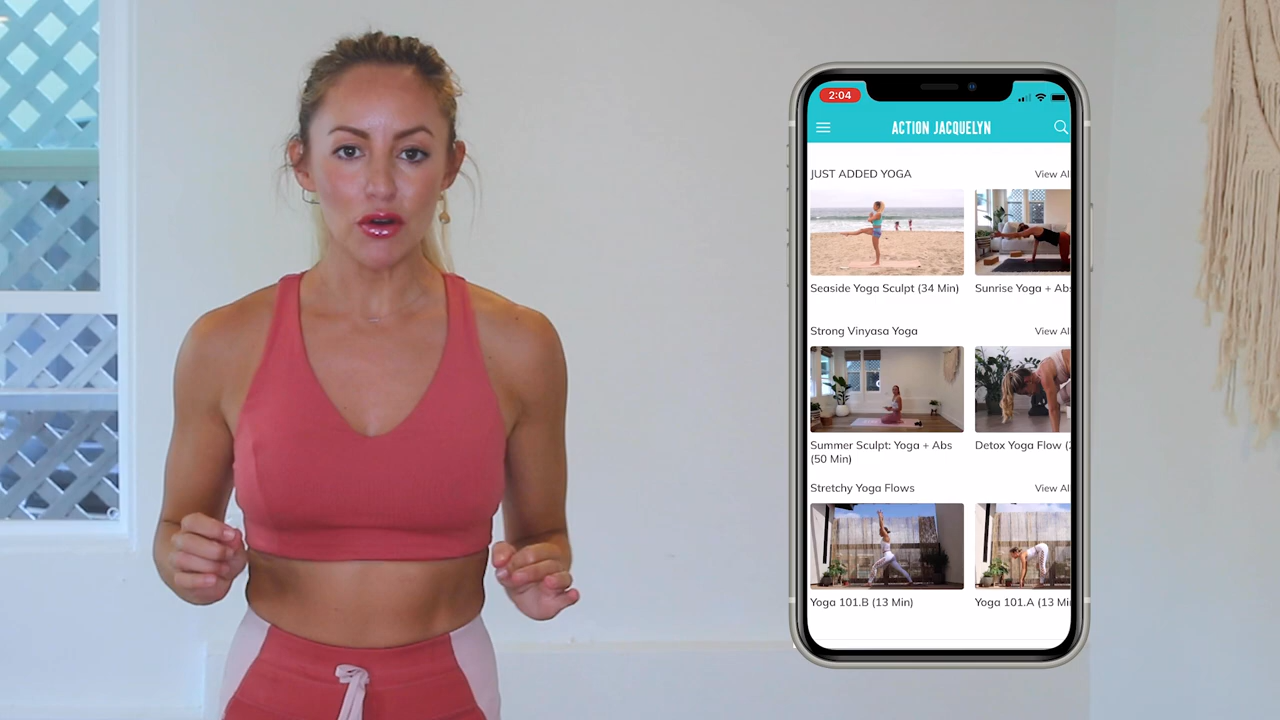 2:04
ACTION JACQUELYN
JUST ADDED YOGA
View Al
Seaside Yoga Sculpt (34 Min)
Sunrise Yoga + Abs
Strong Vinyasa Yoga
View Al
Summer Sculpt: Yoga + Abs
(50 Min)
Detox Yoga Flow (2
Stretchy Yoga Flows
View Al
Yoga 101.B (13 Min)
Yoga 101.A (13 Mi